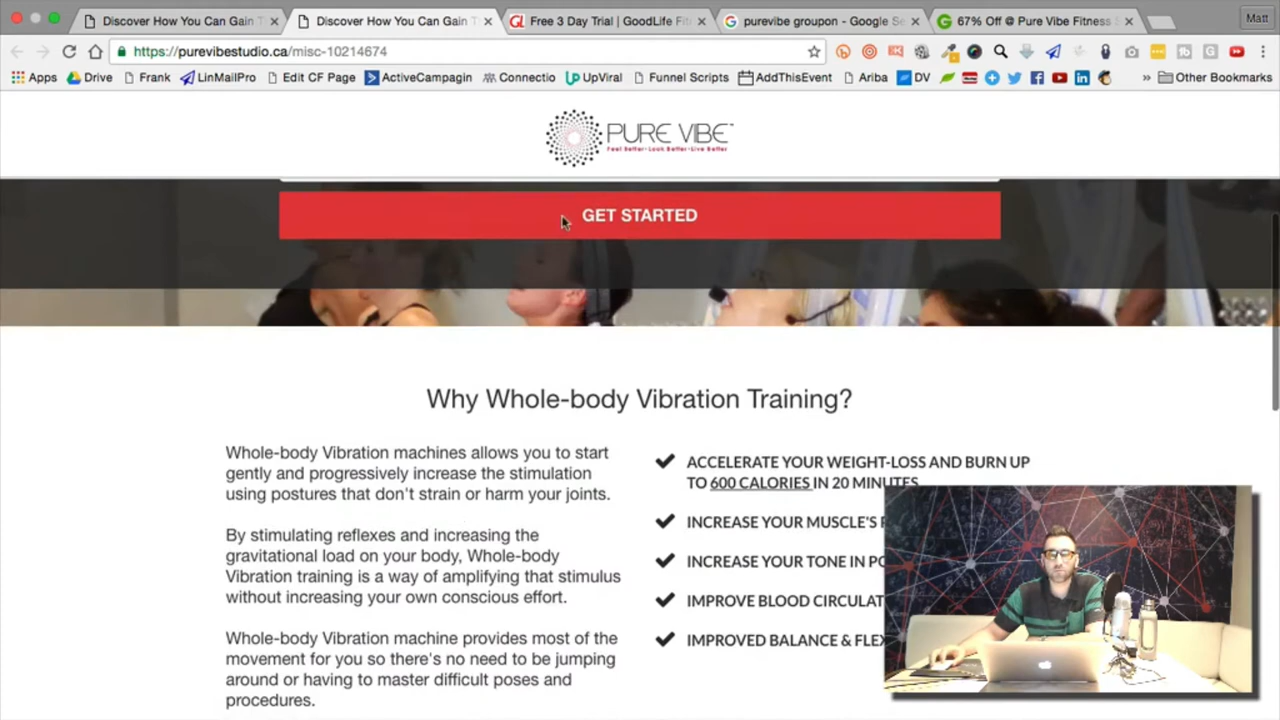 Discover How You Can Gain T
Discover How You Can Gain T
Free 3 Day Trial | GoodLife Fit
purevibe groupon - Google Se
67% Off @ Pure Vibe Fitness
Matt
https://purevibestudio.ca/misc-10214674
Apps
Drive
Frank
LinMailPro
Edit CF Page
ActiveCampagin
Connectio
UpViral
Funnel Scripts
AddThisEvent
Ariba
DV
Other Bookmarks
PURE VIBE™
Feel Better · Look Better · Live Better
GET STARTED
Why Whole-body Vibration Training?
Whole-body Vibration machines allows you to start
gently and progressively increase the stimulation
using postures that don't strain or harm your joints.
By stimulating reflexes and increasing the
gravitational load on your body, Whole-body
Vibration training is a way of amplifying that stimulus
without increasing your own conscious effort.
Whole-body Vibration machine provides most of the
movement for you so there's no need to be jumping
around or having to master difficult poses and
procedures.
ACCELERATE YOUR WEIGHT-LOSS AND BURN UP
TO 600 CALORIES IN 20 MINUTES
INCREASE YOUR MUSCLE'S
INCREASE YOUR TONE IN
IMPROVE BLOOD CIRCULAT
IMPROVED BALANCE & FLE